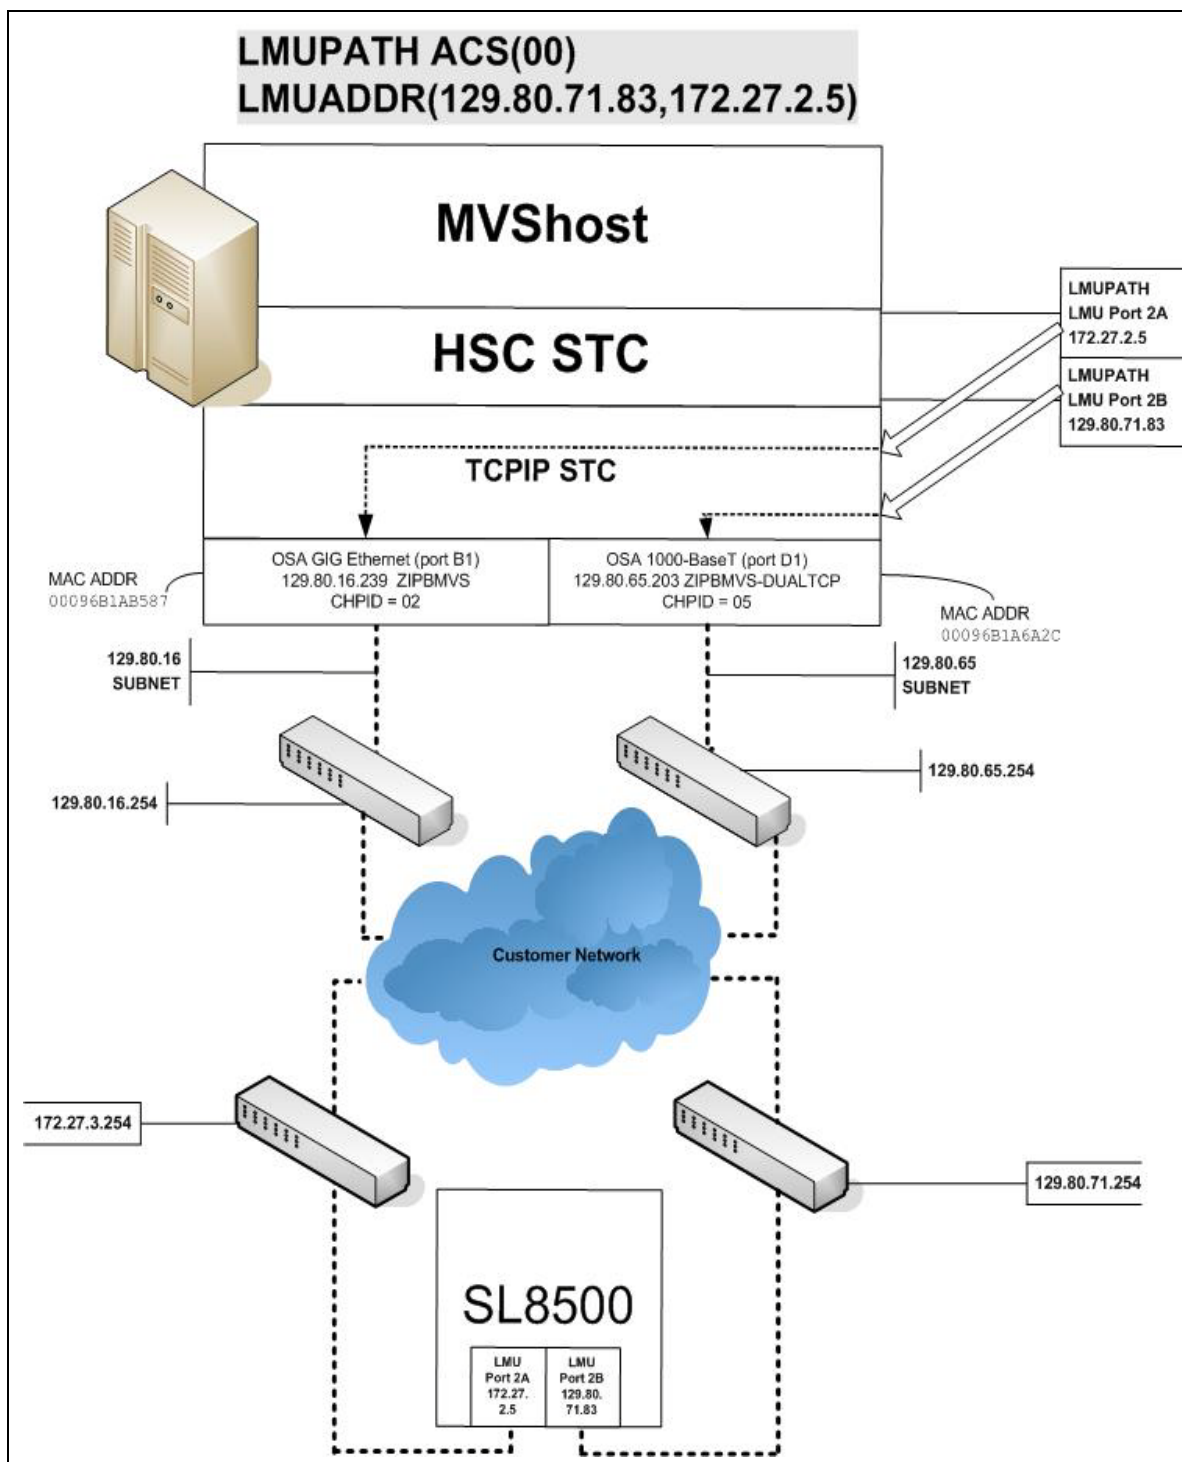 LMUPATH ACS(00)
LMUADDR(129.80.71.83,172.27.2.5)
MVShost
HSC STC
LMUPATH
LMU Port 2A
172.27.2.5
LMUPATH
LMU Port 2B
129.80.71.83
TCPIP STC
OSA GIG Ethernet (port B1)
129.80.16.239 ZIPBMVS
CHPID = 02
OSA 1000-BaseT (port D1)
129.80.65.203 ZIPBMVS-DUALTCP
CHPID = 05
MAC ADDR
00096B1AB587
MAC ADDR
00096B1A6A2C
129.80.16
SUBNET
129.80.65
SUBNET
129.80.16.254
129.80.65.254
Customer Network
172.27.3.254
129.80.71.254
SL8500
LMU
Port 2A
172.27.
2.5
LMU
Port 2B
129.80.
71.83